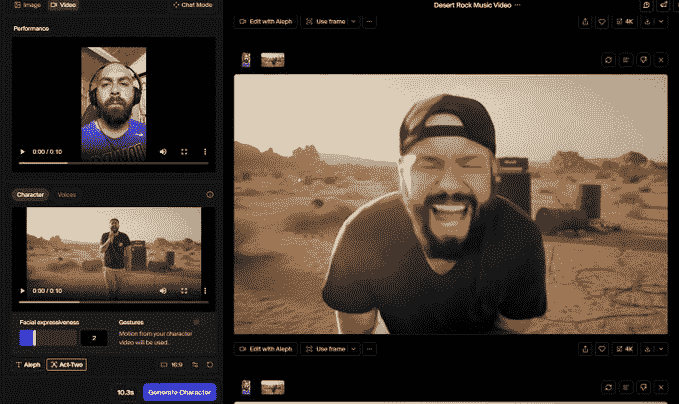 Image
Video
Chat Mode
Desert Rock Music Video
Performance
Edit with Aleph
Use frame
4K
0:00 / 0:10
Character
Voices
0:00 / 0:10
Facial expressiveness
2
Gestures
Motion from your character
video will be used.
Aleph
Act-Two
16:9
10.3s
Generate Character
Edit with Aleph
Use frame
4K